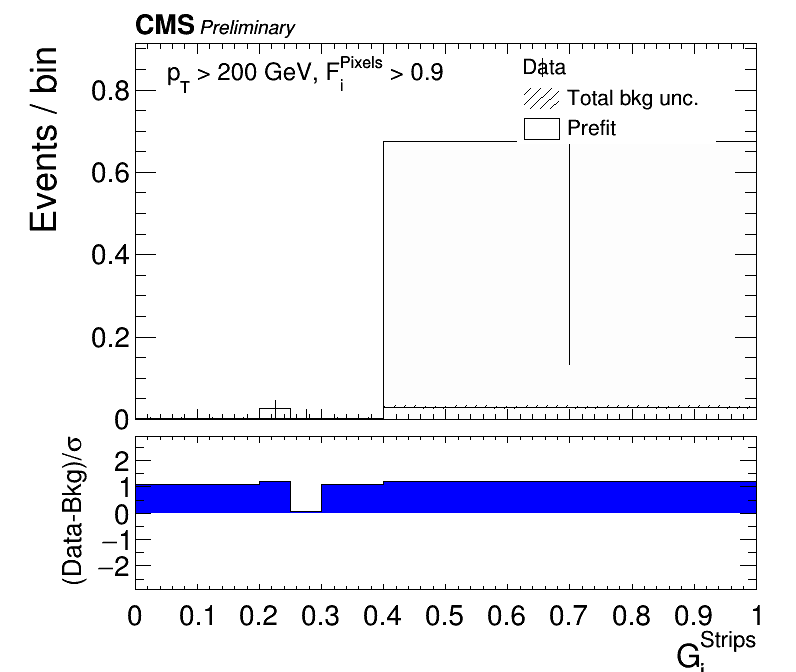 CMS Preliminary
p_T > 200 GeV, F_i^Pixels > 0.9
Data
Total bkg unc.
Prefit
Events / bin
0.8
0.6
0.4
0.2
0
(Data-Bkg)/σ
2
1
0
−1
−2
0 0.1 0.2 0.3 0.4 0.5 0.6 0.7 0.8 0.9 1
G_i^Strips